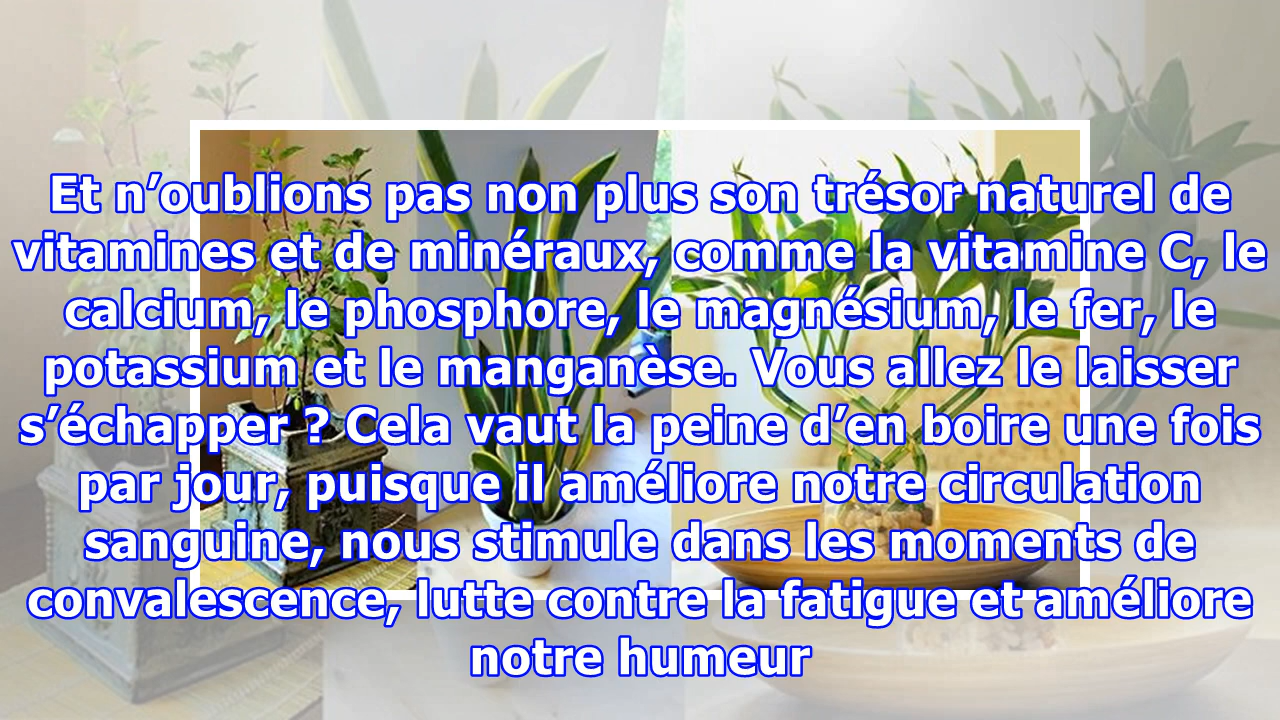 Et n’oublions pas non plus son trésor naturel de
vitamines et de minéraux, comme la vitamine C, le
calcium, le phosphore, le magnésium, le fer, le
potassium et le manganèse. Vous allez le laisser
s’échapper ? Cela vaut la peine d’en boire une fois
par jour, puisque il améliore notre circulation
sanguine, nous stimule dans les moments de
convalescence, lutte contre la fatigue et améliore
notre humeur